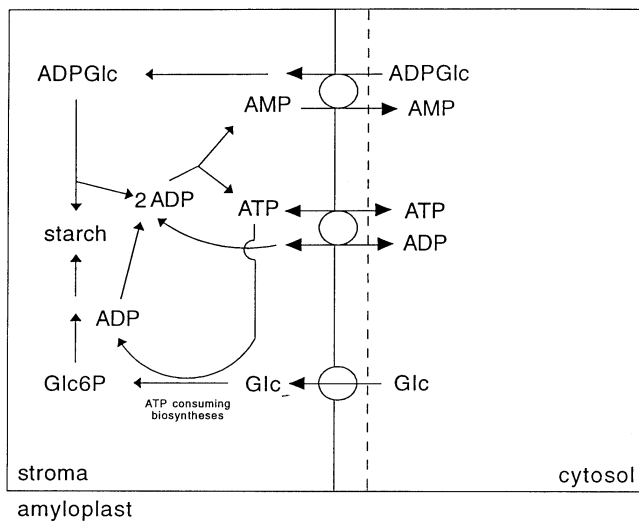 ADPGlc ADPGlc
AMP AMP
2 ADP ATP ATP
starch ADP
ADP
Glc6P Glc Glc
ATP consuming
biosyntheses
stroma cytosol
amyloplast